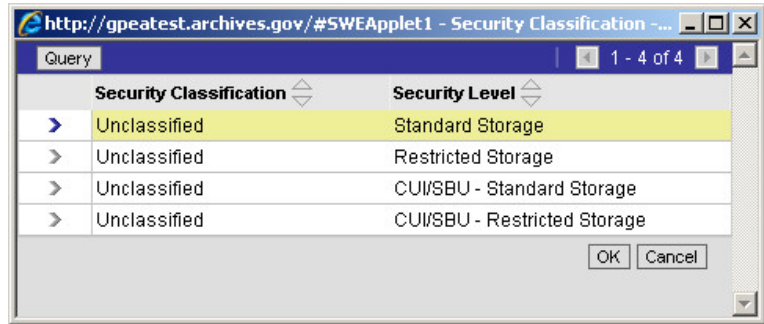 http://gpeatest.archives.gov/#SWEApplet1 - Security Classification -...
Query 1 - 4 of 4
Security Classification Security Level
Unclassified Standard Storage
Unclassified Restricted Storage
Unclassified CUI/SBU - Standard Storage
Unclassified CUI/SBU - Restricted Storage
OK Cancel